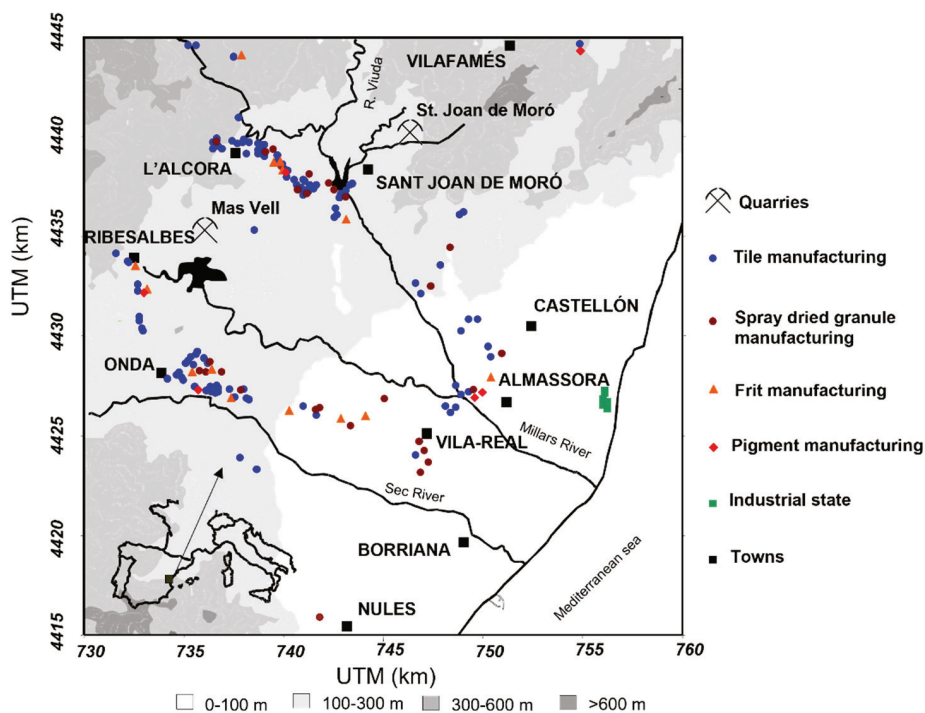 4445
4440
4435
4430
4425
4420
4415
UTM (km)
VILAFAMÉS
R. Viuda
St. Joan de Moró
L'ALCORA
SANT JOAN DE MORÓ
Mas Vell
RIBESALBES
CASTELLÓN
ONDA
ALMASSORA
VILA-REAL
Millars River
Sec River
BORRIANA
Mediterranean sea
NULES
730
735
740
745
750
755
760
UTM (km)
0-100 m
100-300 m
300-600 m
>600 m
Quarries
Tile manufacturing
Spray dried granule
manufacturing
Frit manufacturing
Pigment manufacturing
Industrial state
Towns